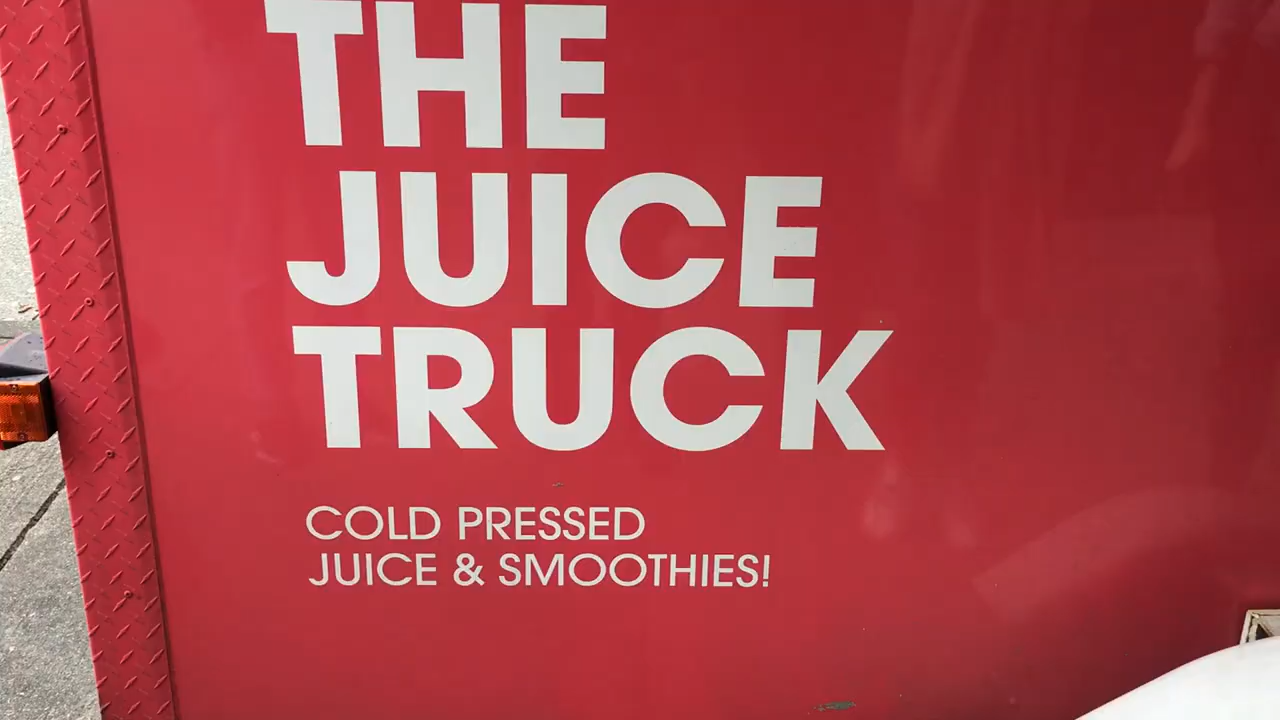 THE
JUICE
TRUCK
COLD PRESSED
JUICE & SMOOTHIES!